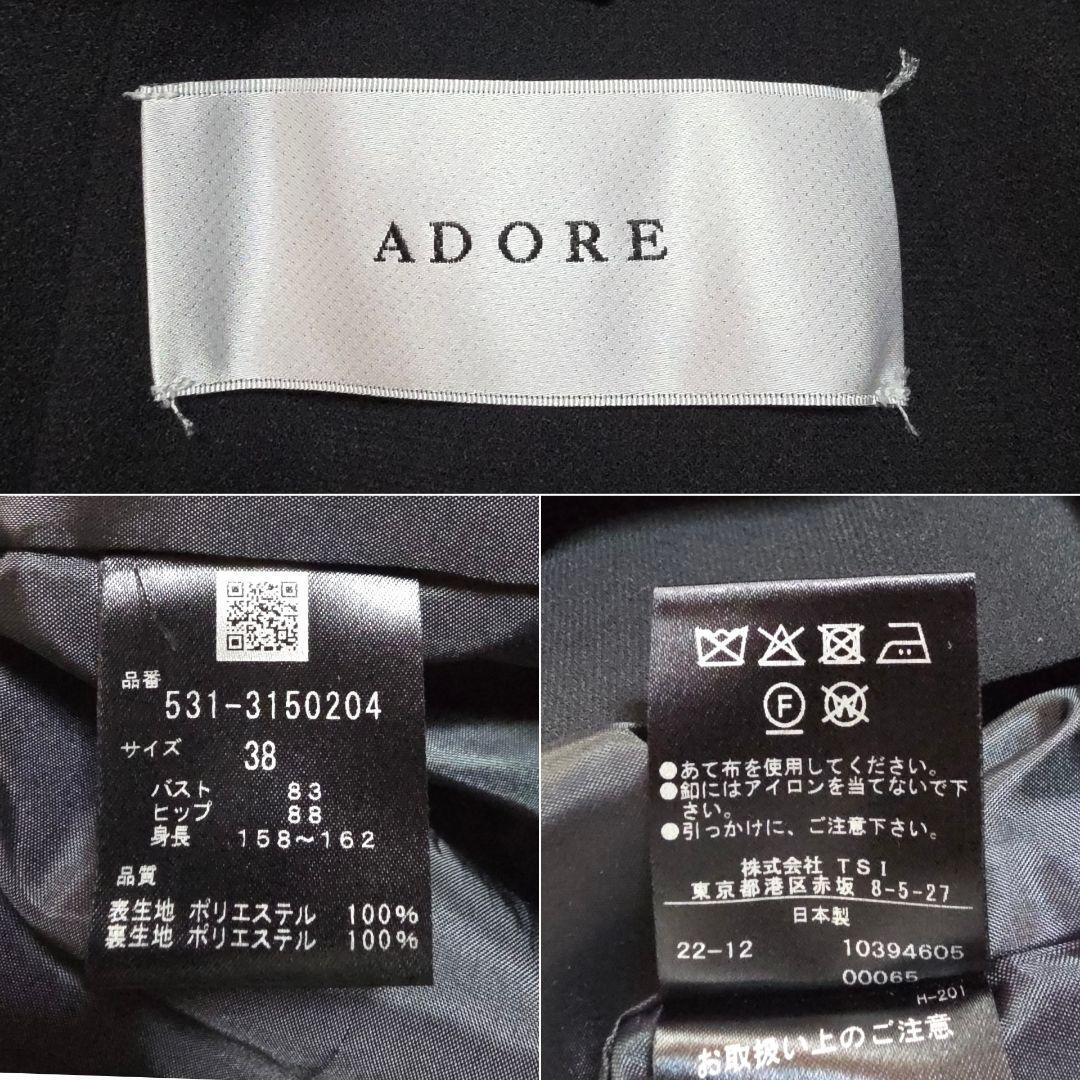 ADORE
品番
531-3150204
サイズ 38
バスト 83
ヒップ 88
身長 158～162
品質
表生地 ポリエステル 100%
裏生地 ポリエステル 100%
F
W
●あて布を使用してください。
●釦にはアイロンを当てないで下
さい。
●引っかけに、ご注意下さい。
株式会社 TSI
東京都港区赤坂 8-5-27
日本製
22-12 10394605
00065
H-201
お取扱い上のご注意